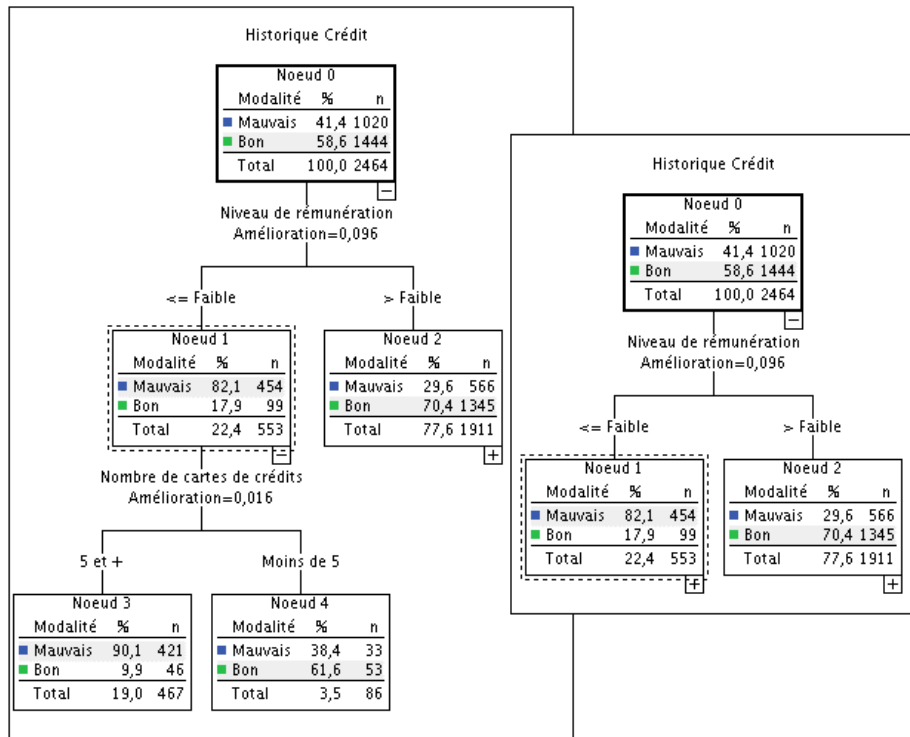 Historique Crédit
Noeud 0
Modalité % n
Mauvais 41,4 1020
Bon 58,6 1444
Total 100,0 2464
Niveau de rémunération
Amélioration=0,096
<= Faible
> Faible
Noeud 1
Modalité % n
Mauvais 82,1 454
Bon 17,9 99
Total 22,4 553
Noeud 2
Modalité % n
Mauvais 29,6 566
Bon 70,4 1345
Total 77,6 1911
Nombre de cartes de crédits
Amélioration=0,016
5 et +
Moins de 5
Noeud 3
Modalité % n
Mauvais 90,1 421
Bon 9,9 46
Total 19,0 467
Noeud 4
Modalité % n
Mauvais 38,4 33
Bon 61,6 53
Total 3,5 86
Historique Crédit
Noeud 0
Modalité % n
Mauvais 41,4 1020
Bon 58,6 1444
Total 100,0 2464
Niveau de rémunération
Amélioration=0,096
<= Faible
> Faible
Noeud 1
Modalité % n
Mauvais 82,1 454
Bon 17,9 99
Total 22,4 553
Noeud 2
Modalité % n
Mauvais 29,6 566
Bon 70,4 1345
Total 77,6 1911